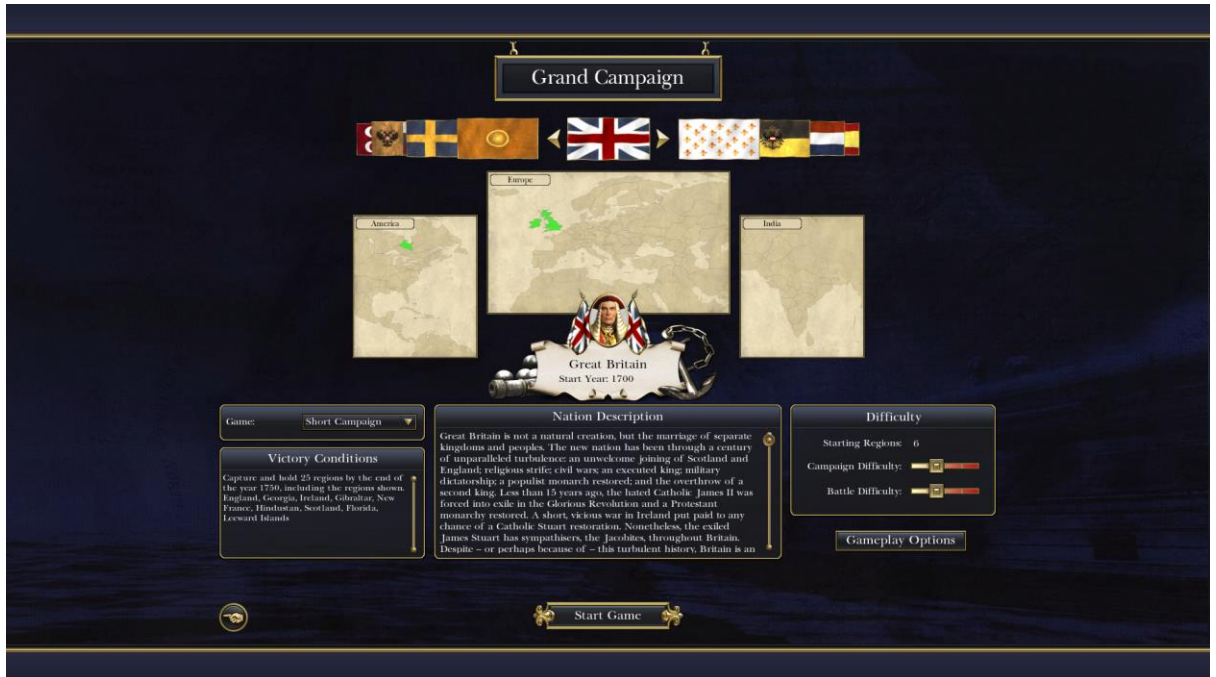 Grand Campaign
Europe
America
India
Great Britain
Start Year: 1700
Game:
Short Campaign
Victory Conditions
Capture and hold 25 regions by the end of
the year 1750, including the regions shown.
England, Georgia, Ireland, Gibraltar, New
France, Hindustan, Scotland, Florida,
Leeward Islands
Nation Description
Great Britain is not a natural creation, but the marriage of separate
kingdoms and peoples. The new nation has been through a century
of unparalleled turbulence: an unwelcome joining of Scotland and
England; religious strife; civil wars; an executed king; military
dictatorship; a populist monarch restored; and the overthrow of a
second king. Less than 15 years ago, the hated Catholic James II was
forced into exile in the Glorious Revolution and a Protestant
monarchy restored. A short, vicious war in Ireland put paid to any
chance of a Catholic Stuart restoration. Nonetheless, the exiled
James Stuart has sympathisers, the Jacobites, throughout Britain.
Despite – or perhaps because of – this turbulent history, Britain is an
Difficulty
Starting Regions: 6
Campaign Difficulty:
Battle Difficulty:
Gameplay Options
Start Game